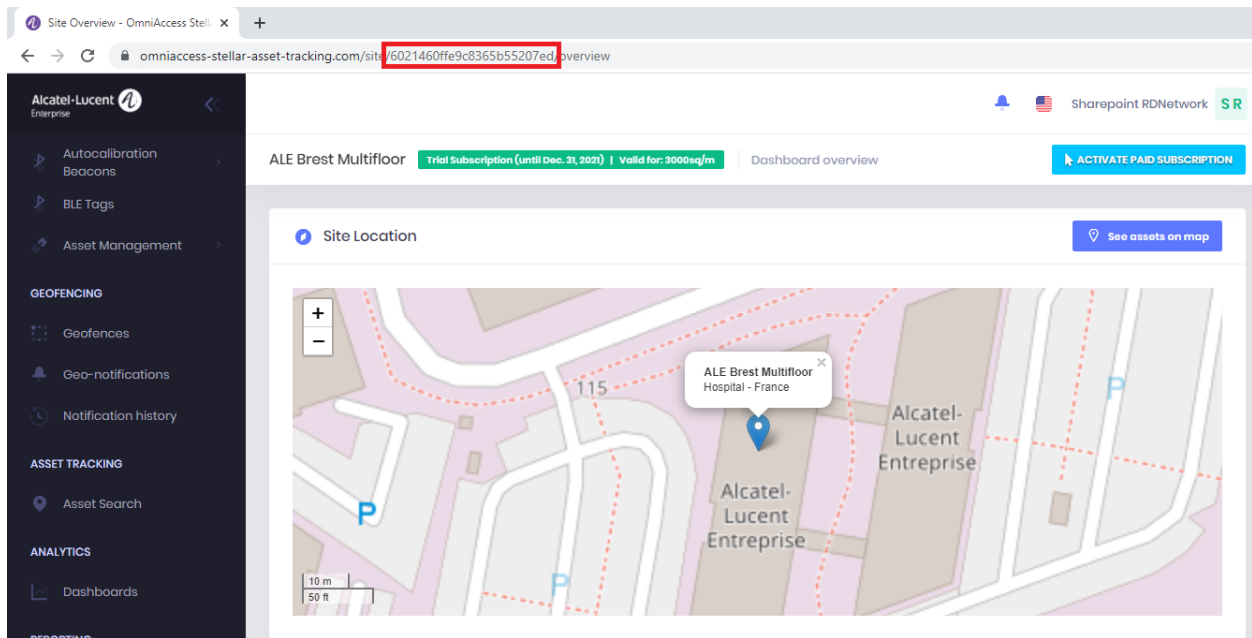 Site Overview - OmniAccess Stell
omniaccess-stellar-asset-tracking.com/site/6021460ffe9c8365b55207ed/overview
Alcatel·Lucent
Enterprise
Sharepoint RDNetwork
S R
Autocalibration
Beacons
BLE Tags
Asset Management
GEOFENCING
Geofences
Geo-notifications
Notification history
ASSET TRACKING
Asset Search
ANALYTICS
Dashboards
REPORTING
ALE Brest Multifloor
Trial Subscription (until Dec. 31, 2021) | Valid for: 3000sq/m
Dashboard overview
ACTIVATE PAID SUBSCRIPTION
Site Location
See assets on map
+
−
ALE Brest Multifloor
Hospital - France
115
P
Alcatel-
Lucent
Entreprise
Alcatel-
Lucent
Entreprise
P
P
10 m
50 ft